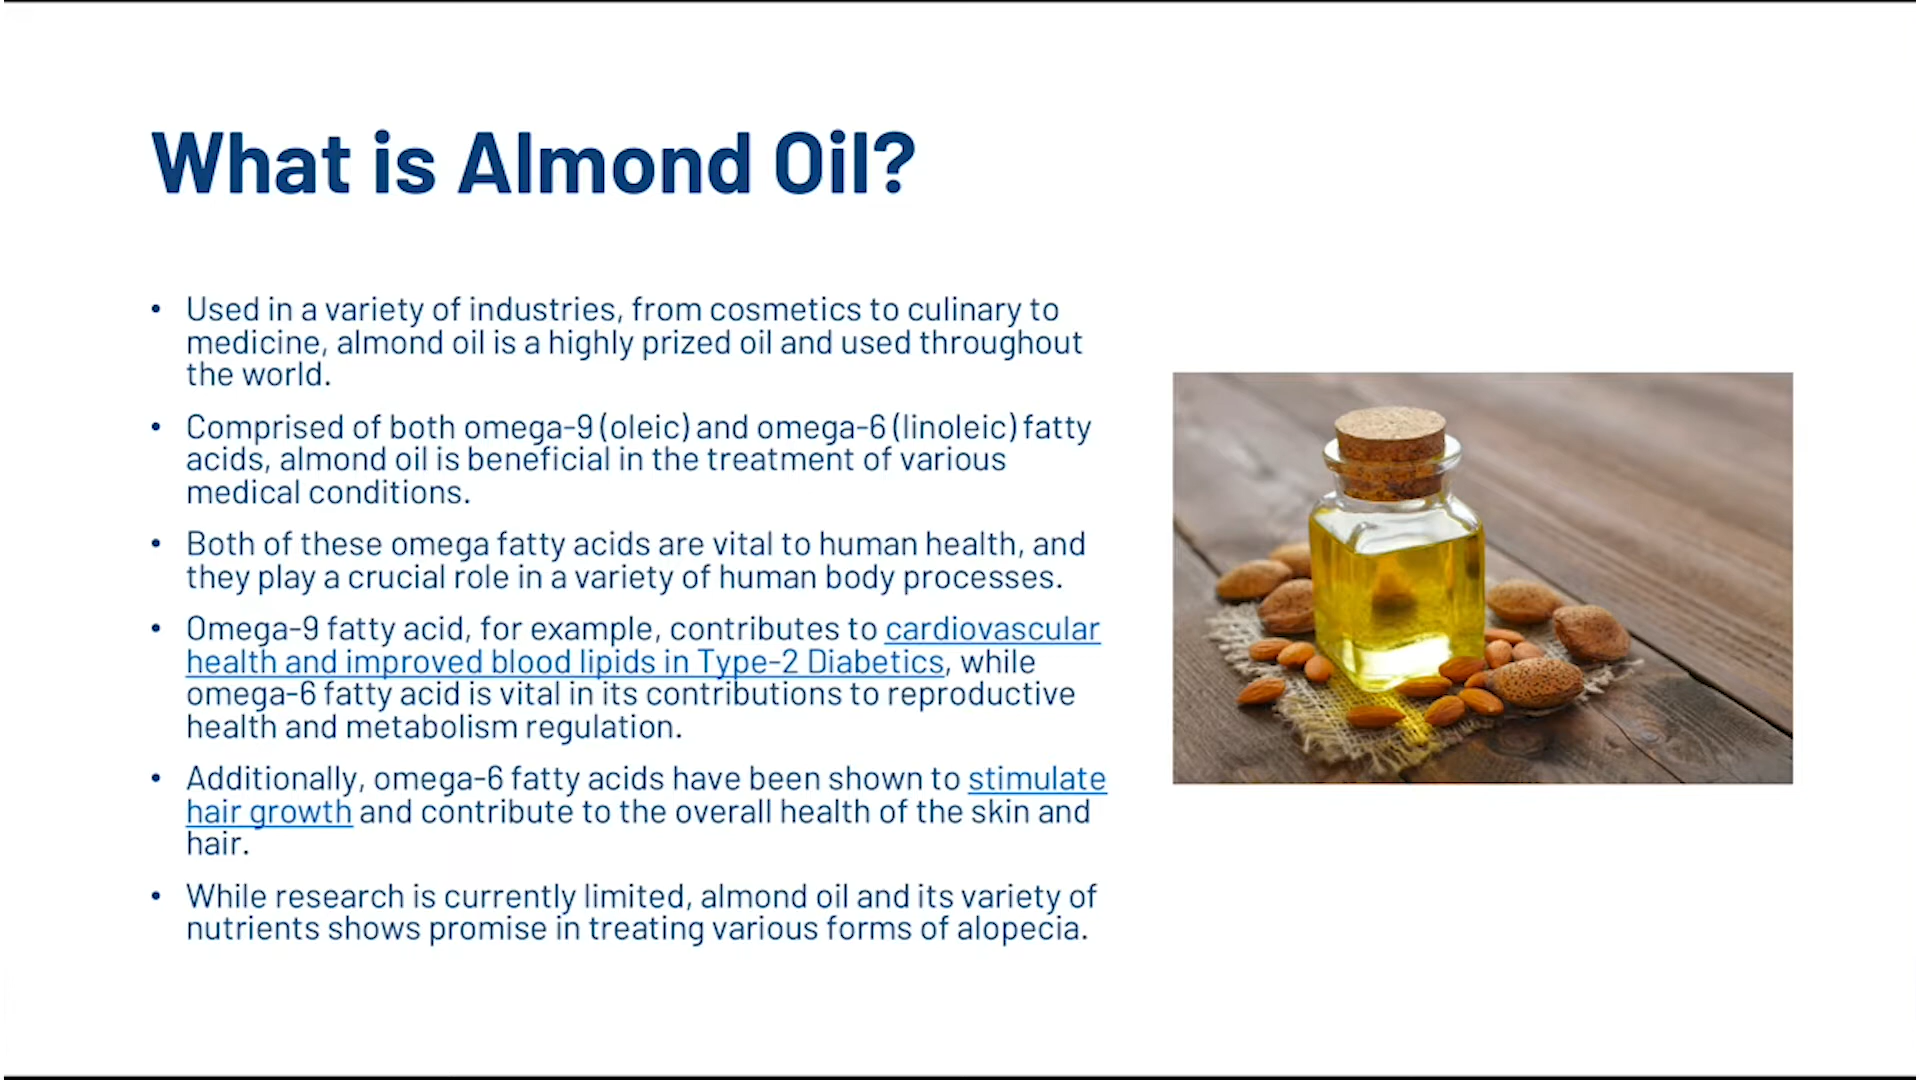 What is Almond Oil?
• Used in a variety of industries, from cosmetics to culinary to
medicine, almond oil is a highly prized oil and used throughout
the world.
• Comprised of both omega-9 (oleic) and omega-6 (linoleic) fatty
acids, almond oil is beneficial in the treatment of various
medical conditions.
• Both of these omega fatty acids are vital to human health, and
they play a crucial role in a variety of human body processes.
• Omega-9 fatty acid, for example, contributes to cardiovascular
health and improved blood lipids in Type-2 Diabetics, while
omega-6 fatty acid is vital in its contributions to reproductive
health and metabolism regulation.
• Additionally, omega-6 fatty acids have been shown to stimulate
hair growth and contribute to the overall health of the skin and
hair.
• While research is currently limited, almond oil and its variety of
nutrients shows promise in treating various forms of alopecia.